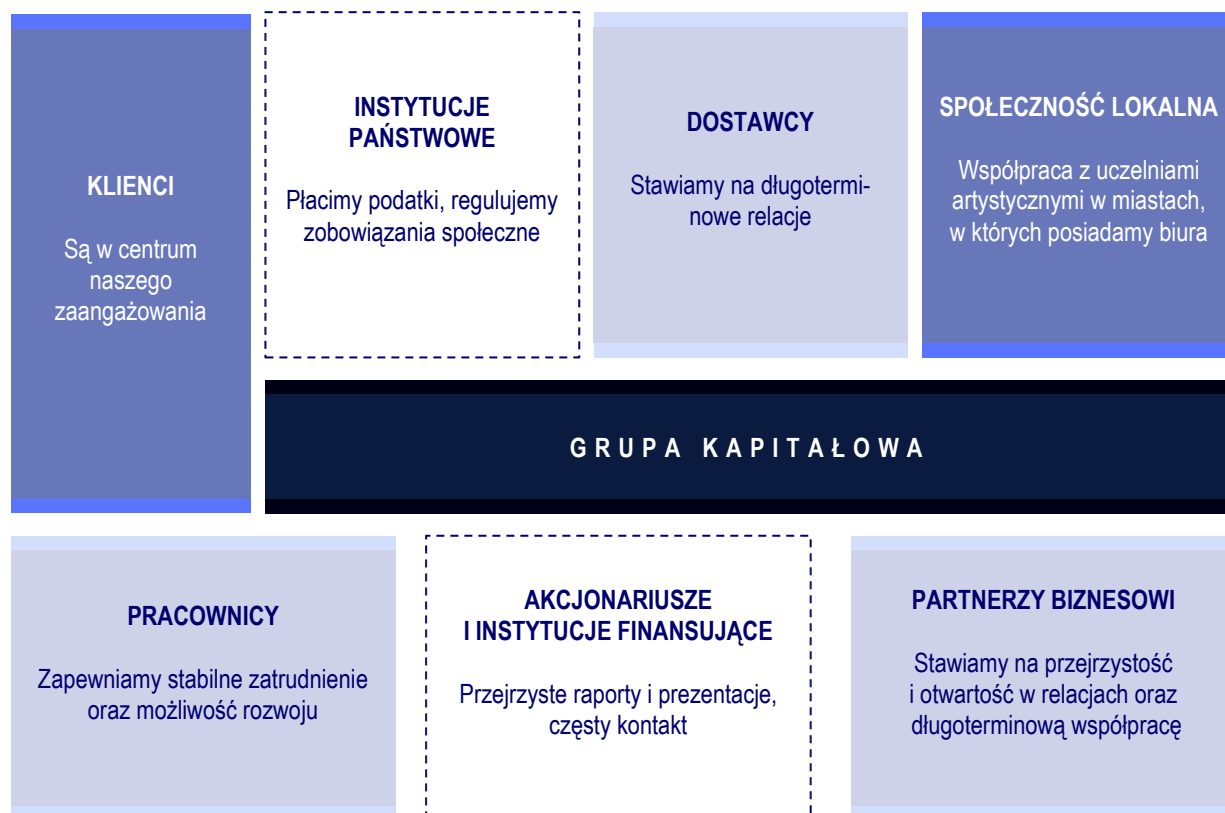 KLIENCI
Są w centrum
naszego
zaangażowania
INSTYTUCJE
PAŃSTWOWE
Płacimy podatki, regulujemy
zobowiązania społeczne
DOSTAWCY
Stawiamy na długotermi-
nowe relacje
SPOŁECZNOŚĆ LOKALNA
Współpraca z uczelniami
artystycznymi w miastach,
w których posiadamy biura
GRUPA KAPITAŁOWA
PRACOWNICY
Zapewniamy stabilne zatrudnienie
oraz możliwość rozwoju
AKCJONARIUSZE
I INSTYTUCJE FINANSUJĄCE
Przejrzyste raporty i prezentacje,
częsty kontakt
PARTNERZY BIZNESOWI
Stawiamy na przejrzystość
i otwartość w relacjach oraz
długoterminową współpracę